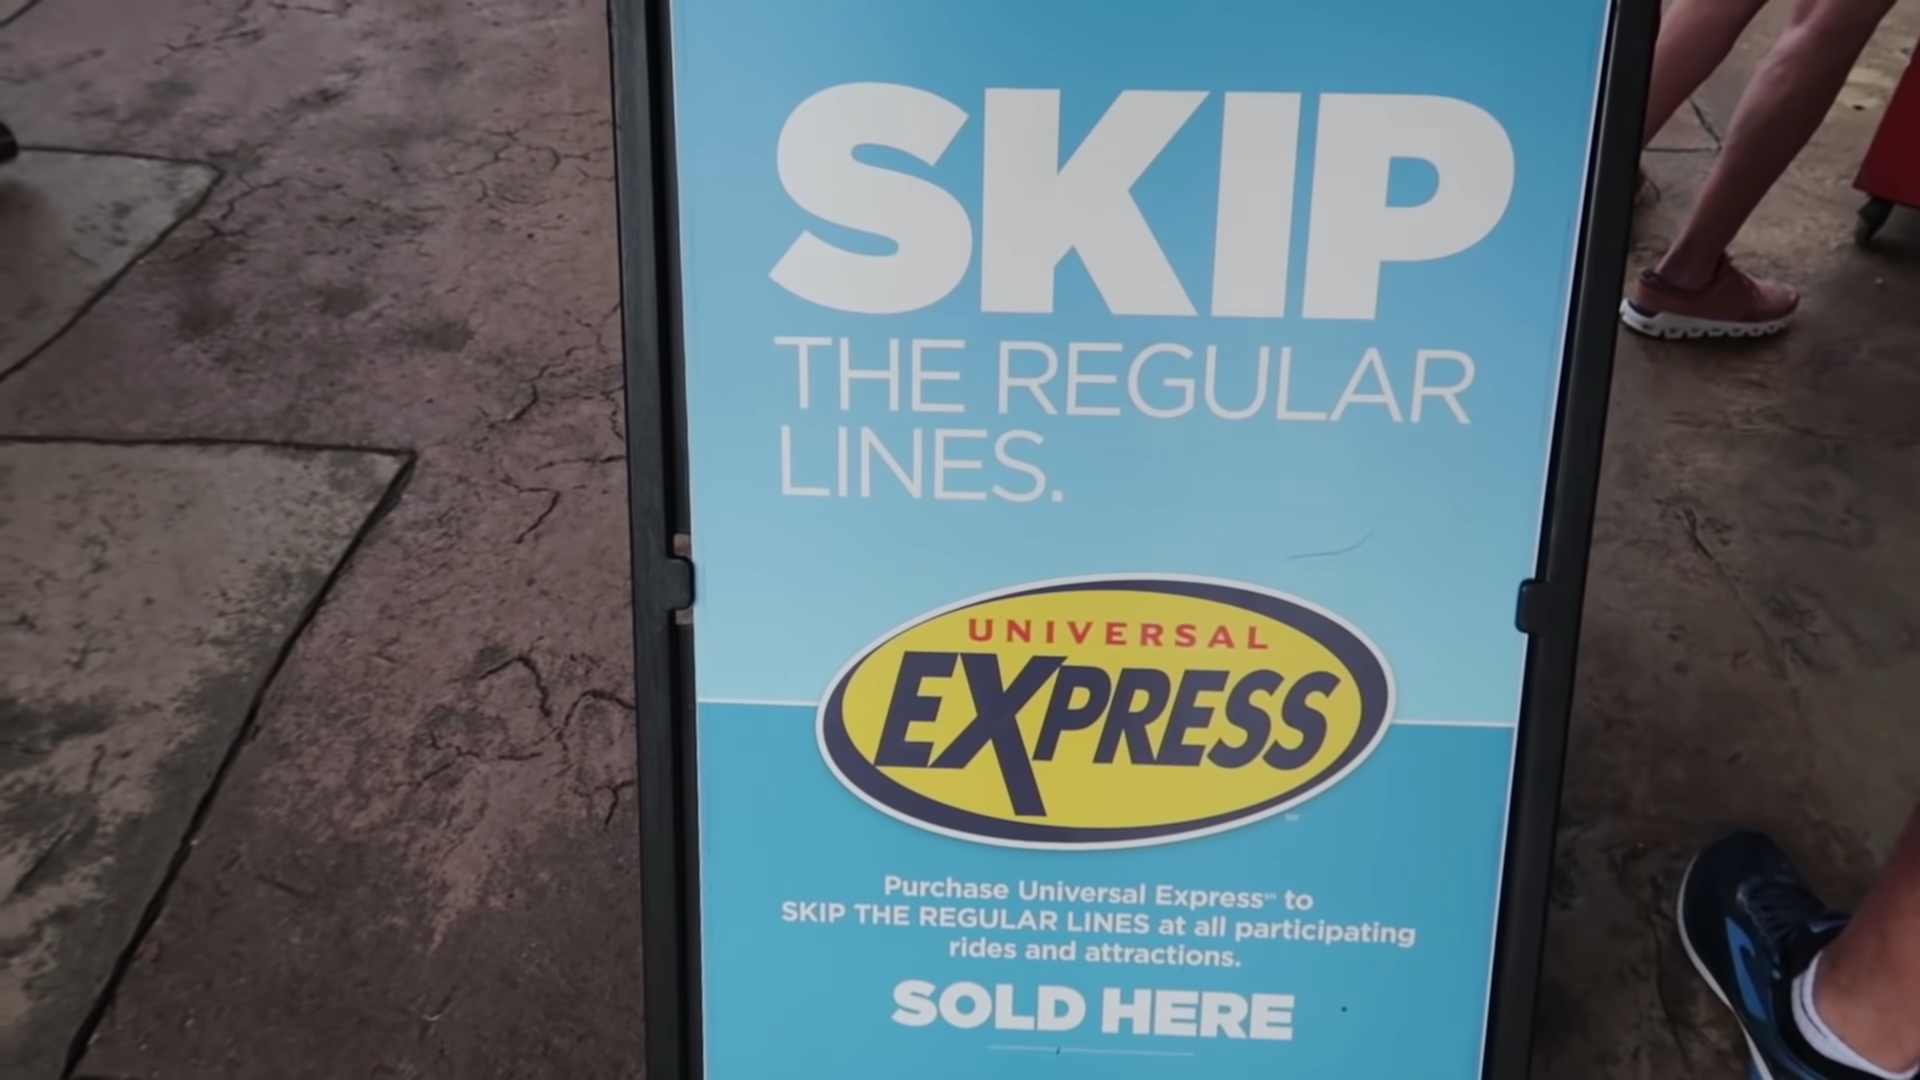 SKIP
THE REGULAR
LINES.
UNIVERSAL
EXPRESS
Purchase Universal Express℠ to
SKIP THE REGULAR LINES at all participating
rides and attractions.
SOLD HERE